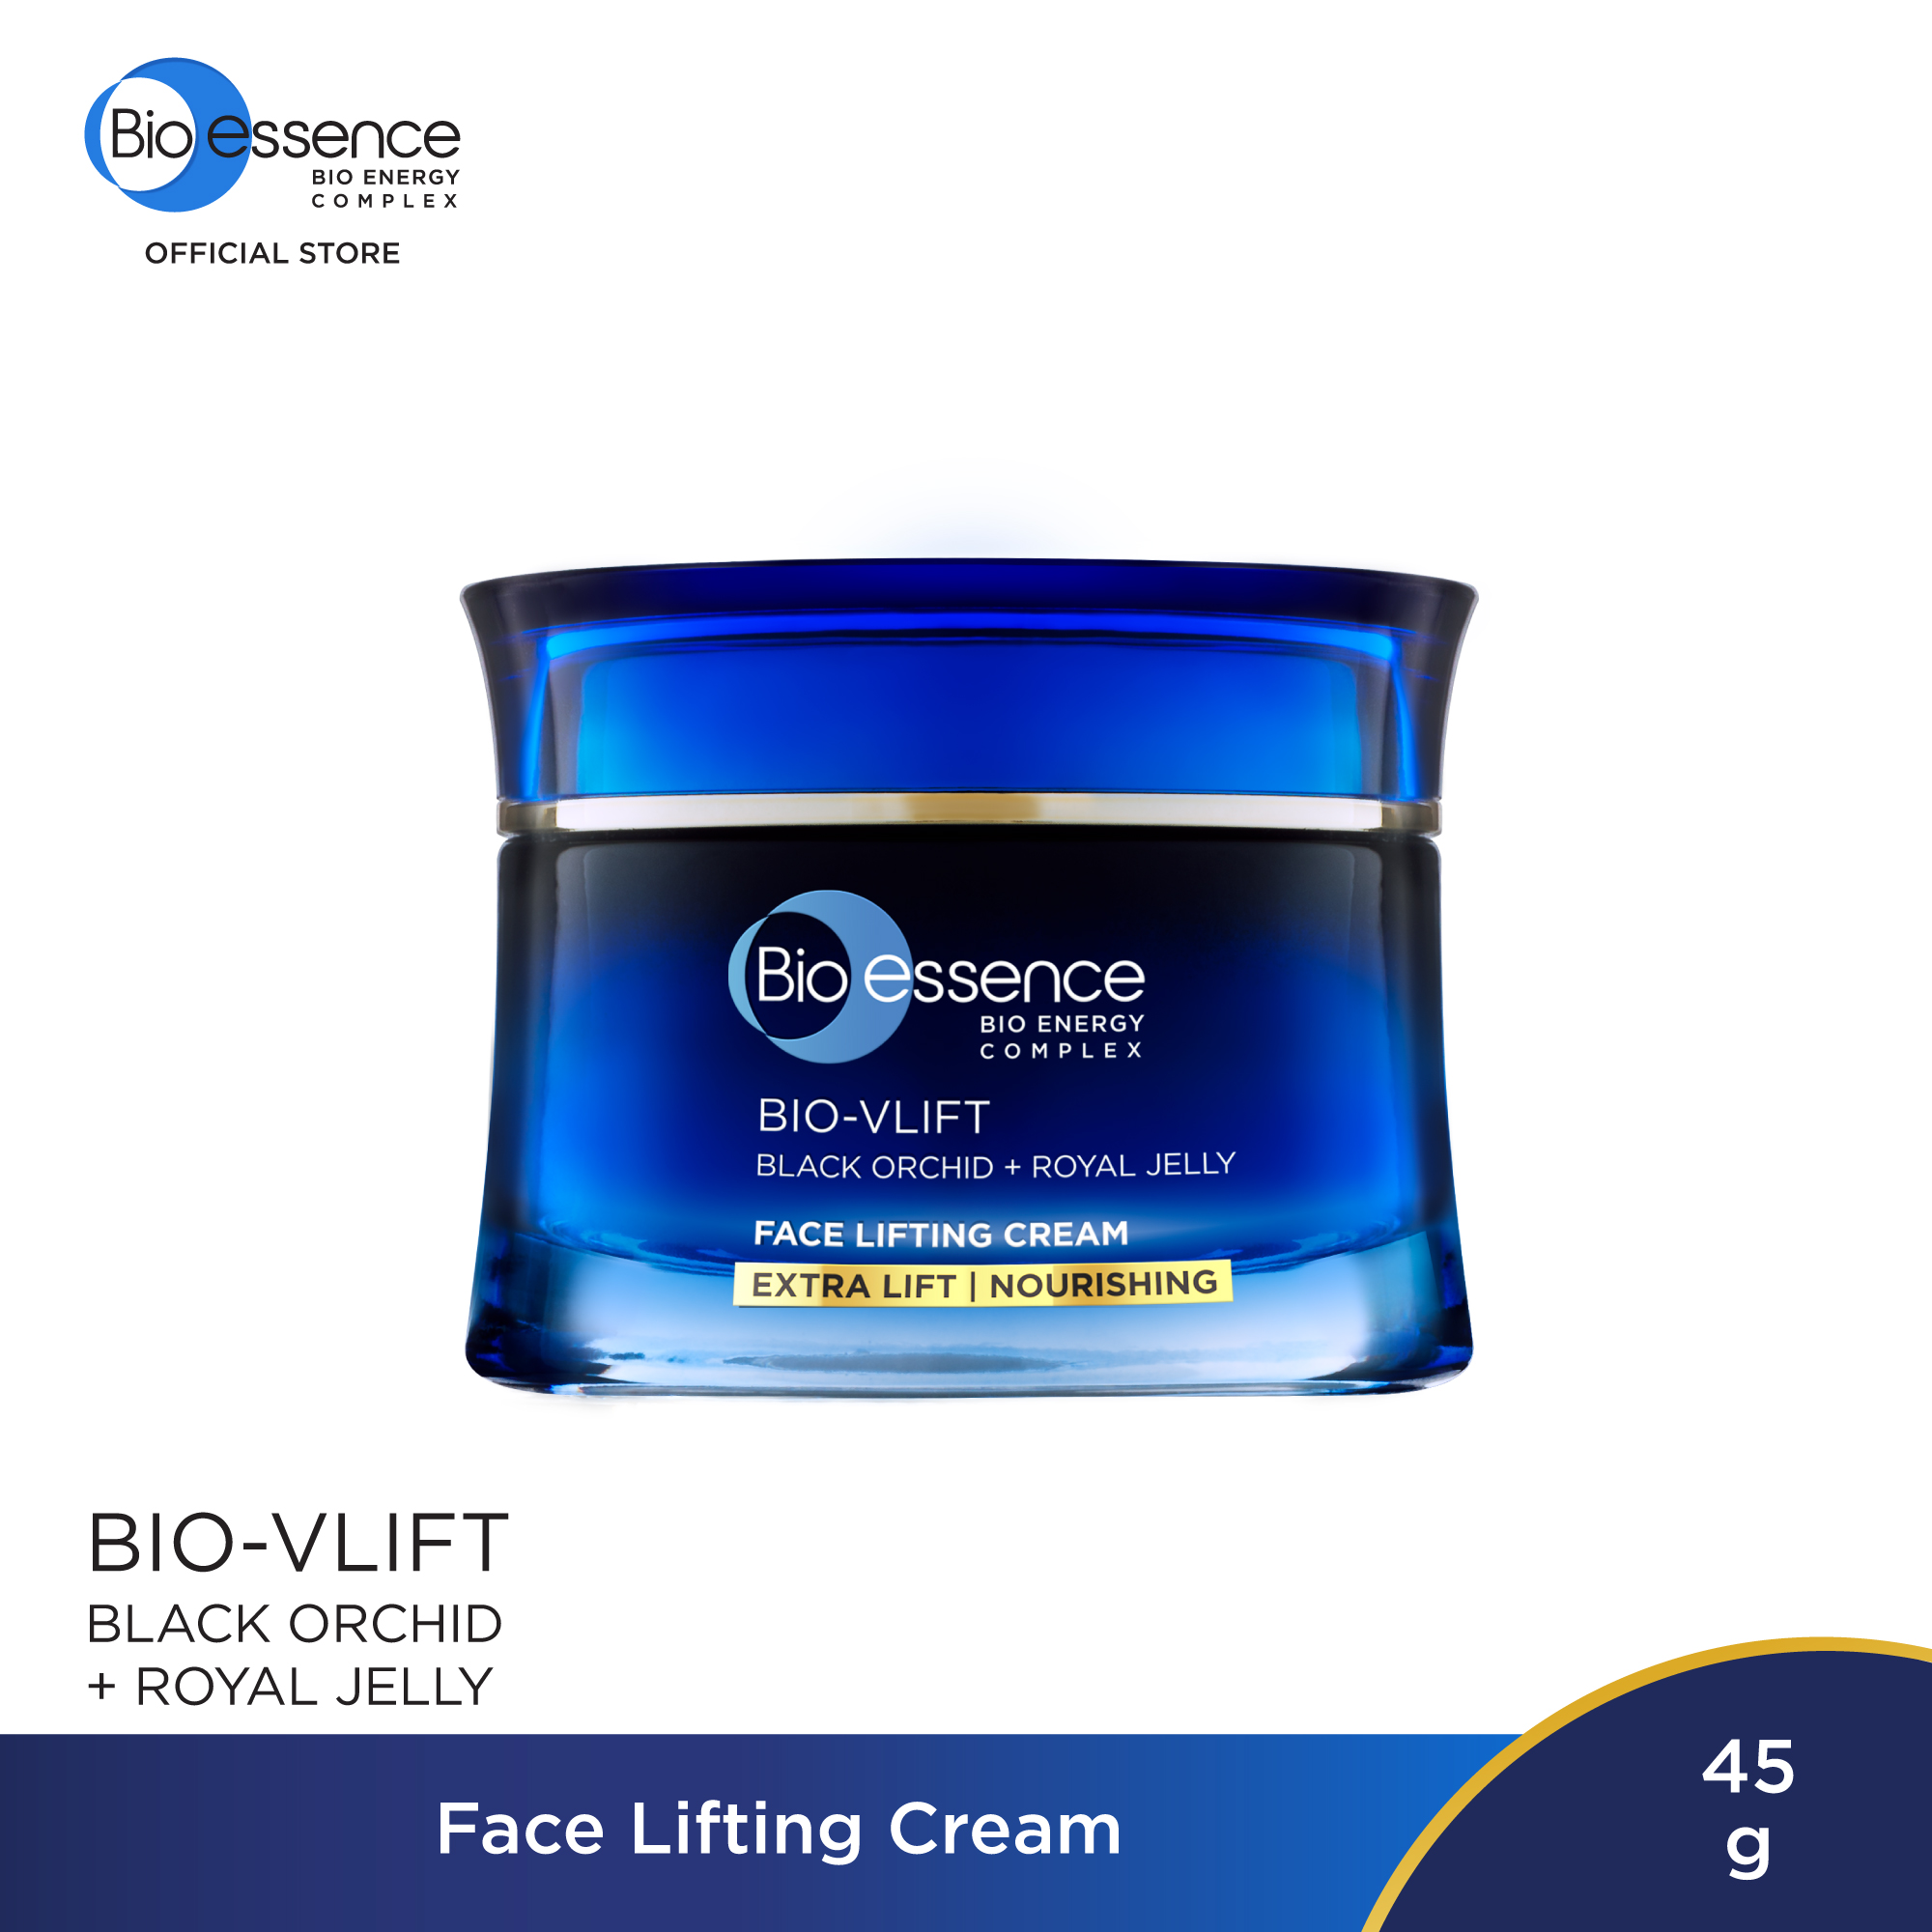 Bio essence
BIO ENERGY
COMPLEX
OFFICIAL STORE
Bio essence
BIO ENERGY
COMPLEX
BIO-VLIFT
BLACK ORCHID + ROYAL JELLY
FACE LIFTING CREAM
EXTRA LIFT | NOURISHING
BIO-VLIFT
BLACK ORCHID
+ ROYAL JELLY
Face Lifting Cream
45
g